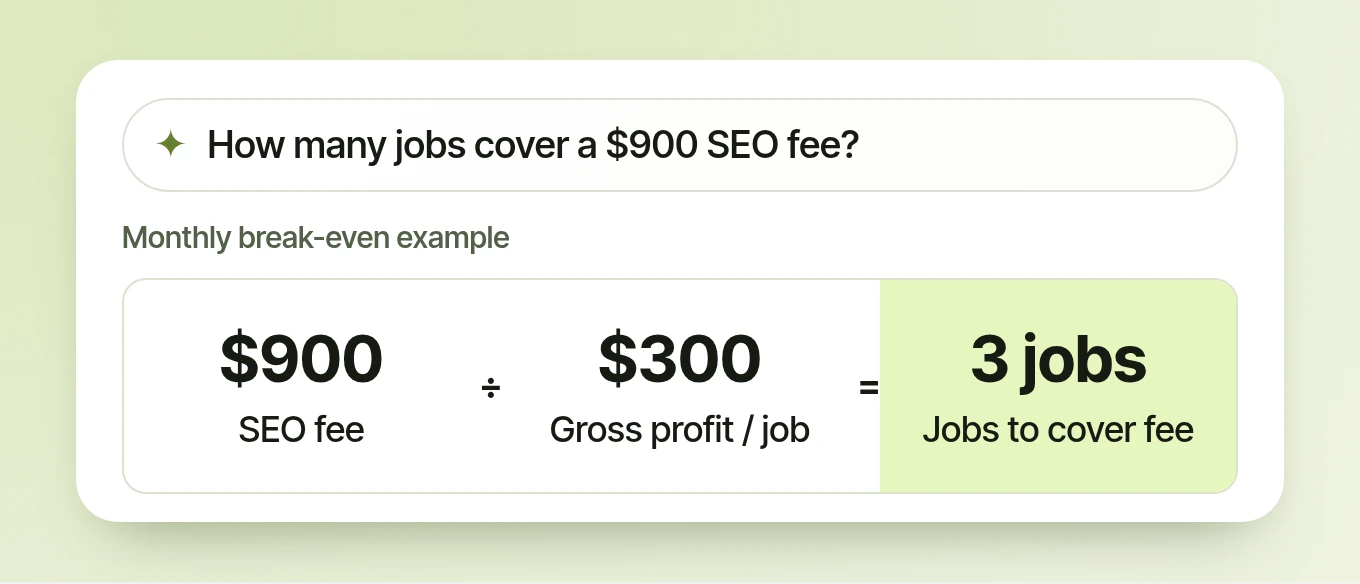 How many jobs cover a $900 SEO fee?
Monthly break-even example
$900 ÷ $300 = 3 jobs
SEO fee Gross profit / job Jobs to cover fee